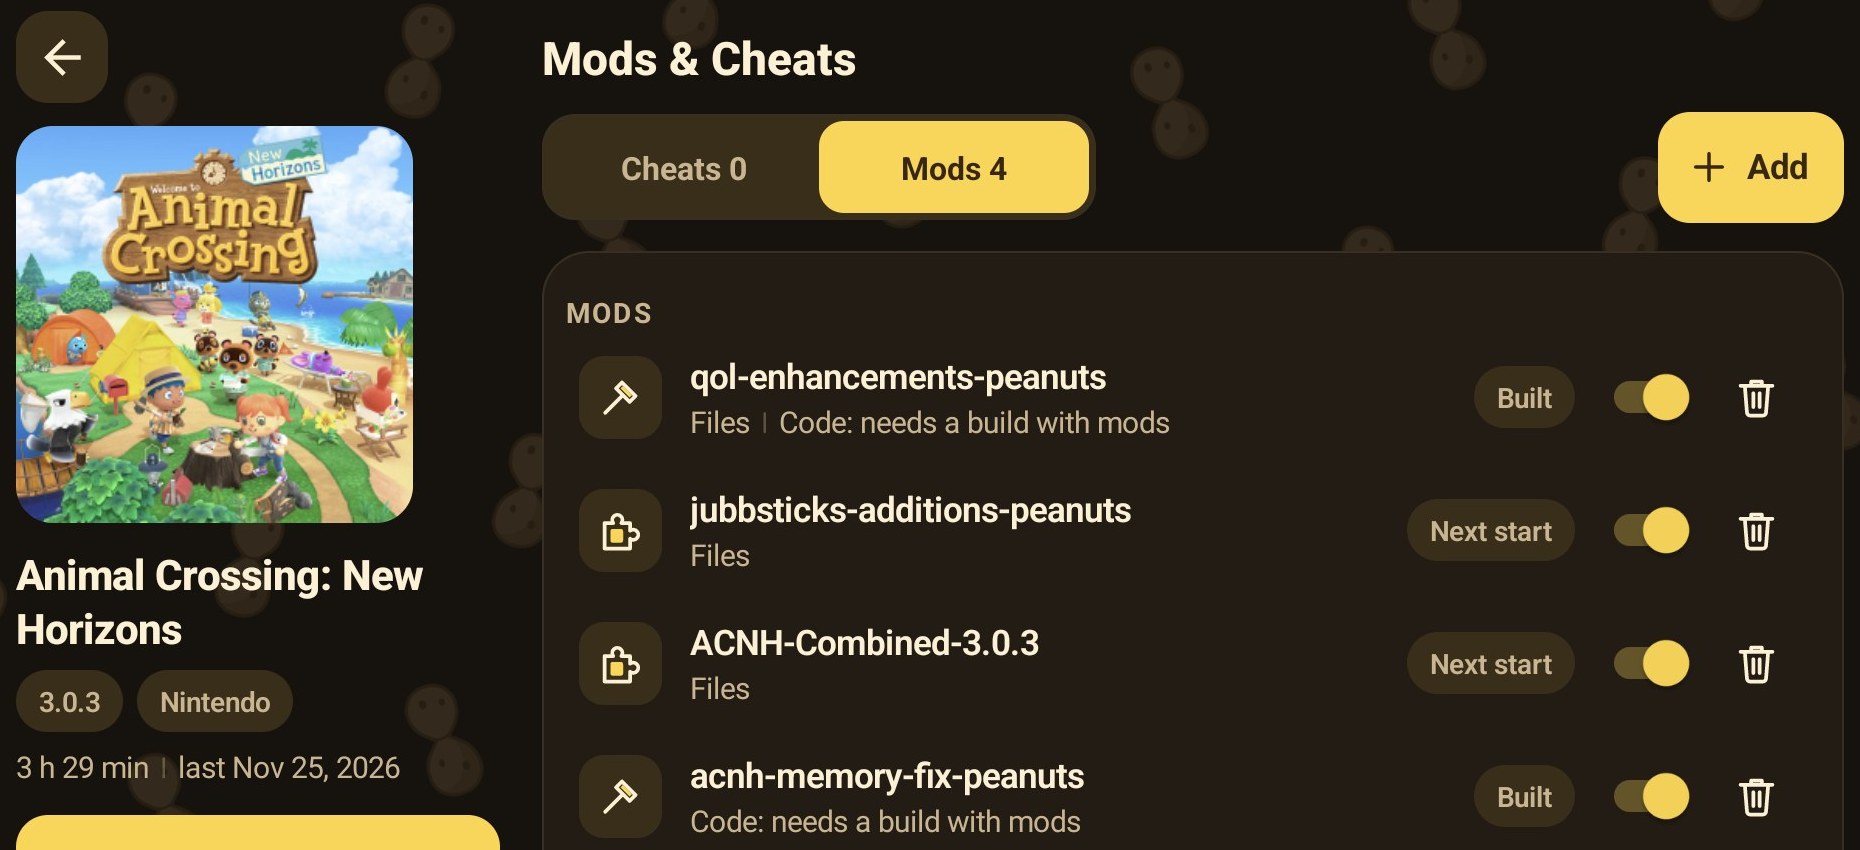 Mods & Cheats
Cheats 0
Mods 4
+ Add
Welcome to
Animal
Crossing
New
Horizons
Animal Crossing: New
Horizons
3.0.3
Nintendo
3 h 29 min | last Nov 25, 2026
MODS
qol-enhancements-peanuts
Files | Code: needs a build with mods
Built
jubbsticks-additions-peanuts
Files
Next start
ACNH-Combined-3.0.3
Files
Next start
acnh-memory-fix-peanuts
Code: needs a build with mods
Built